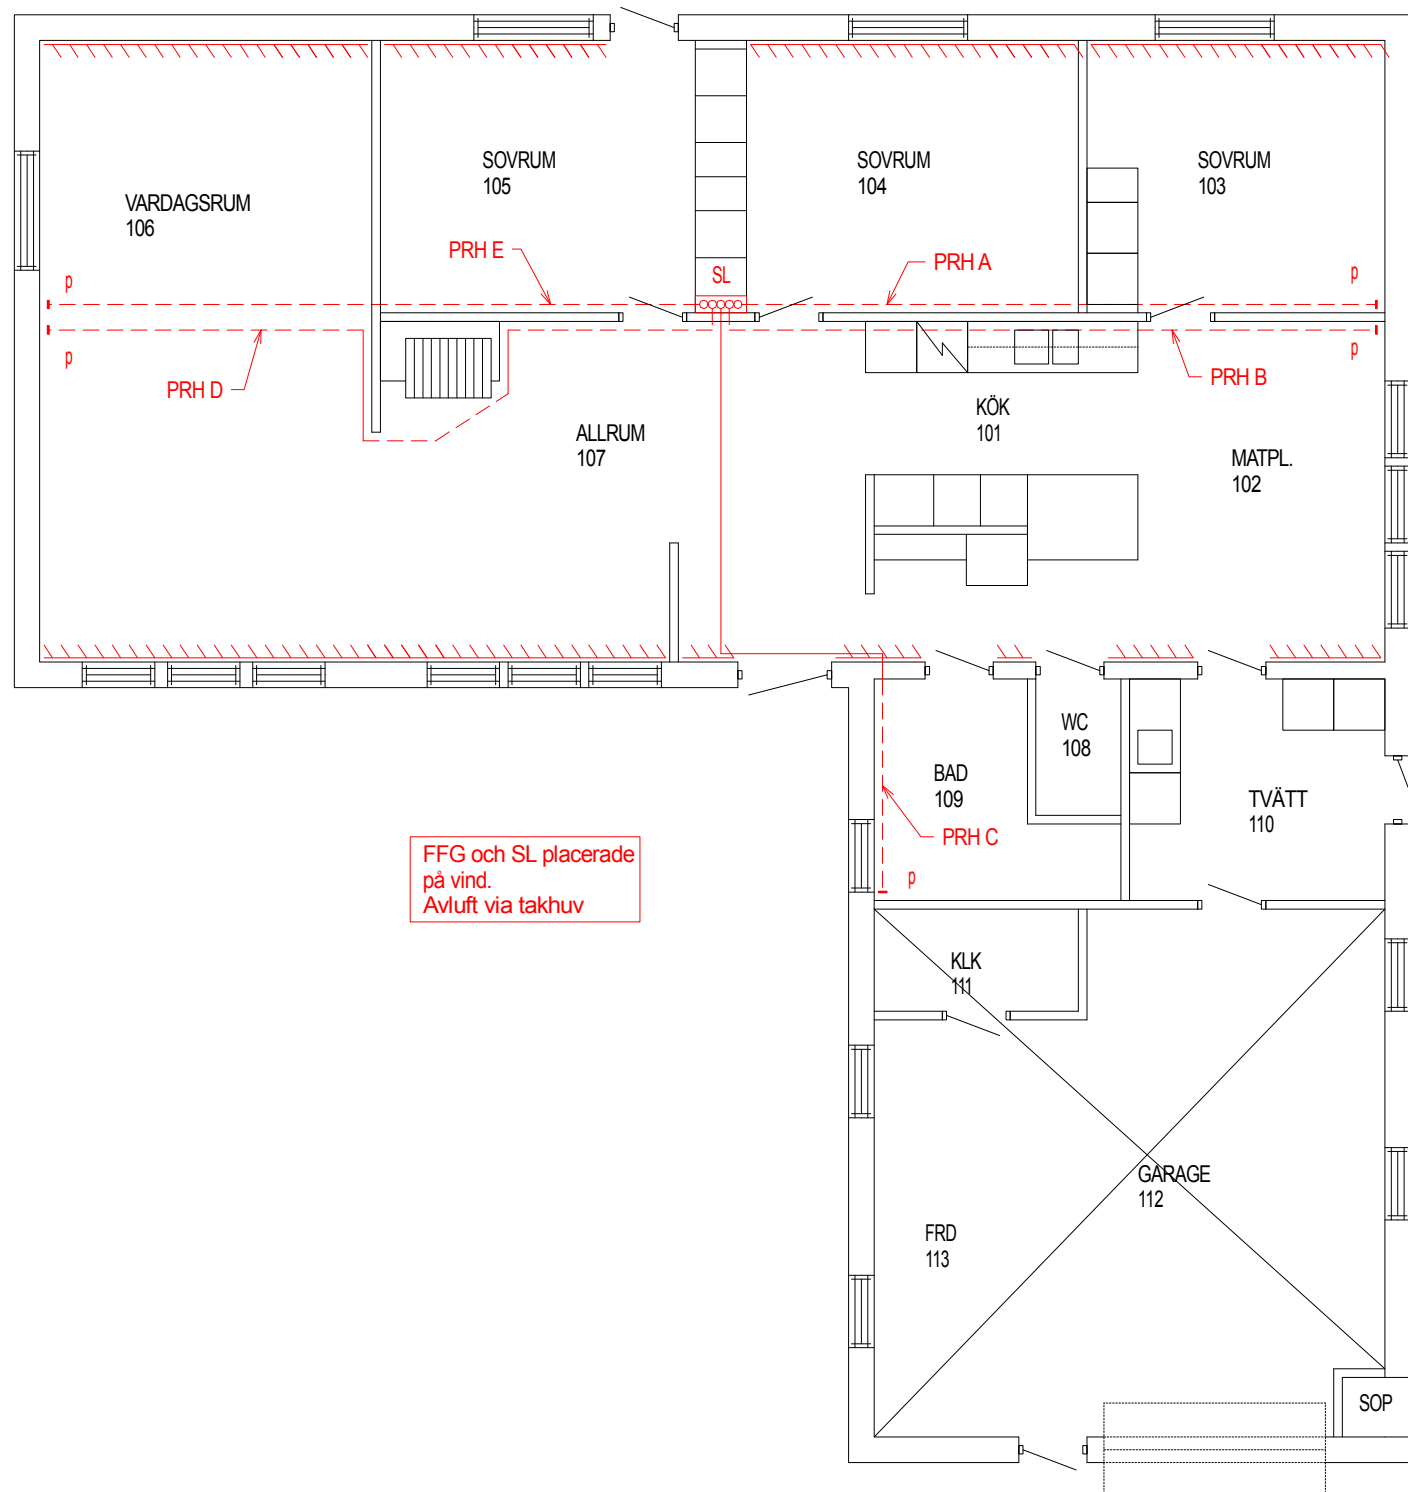 SOVRUM
105
SOVRUM
104
SOVRUM
103
VARDAGSRUM
106
PRH E
SL
PRH A
p
p
p
p
PRH D
PRH B
KÖK
101
ALLRUM
107
MATPL.
102
WC
108
BAD
109
TVÄTT
110
PRH C
p
FFG och SL placerade
på vind.
Avluft via takhuv
KLK
111
GARAGE
112
FRD
113
SOP